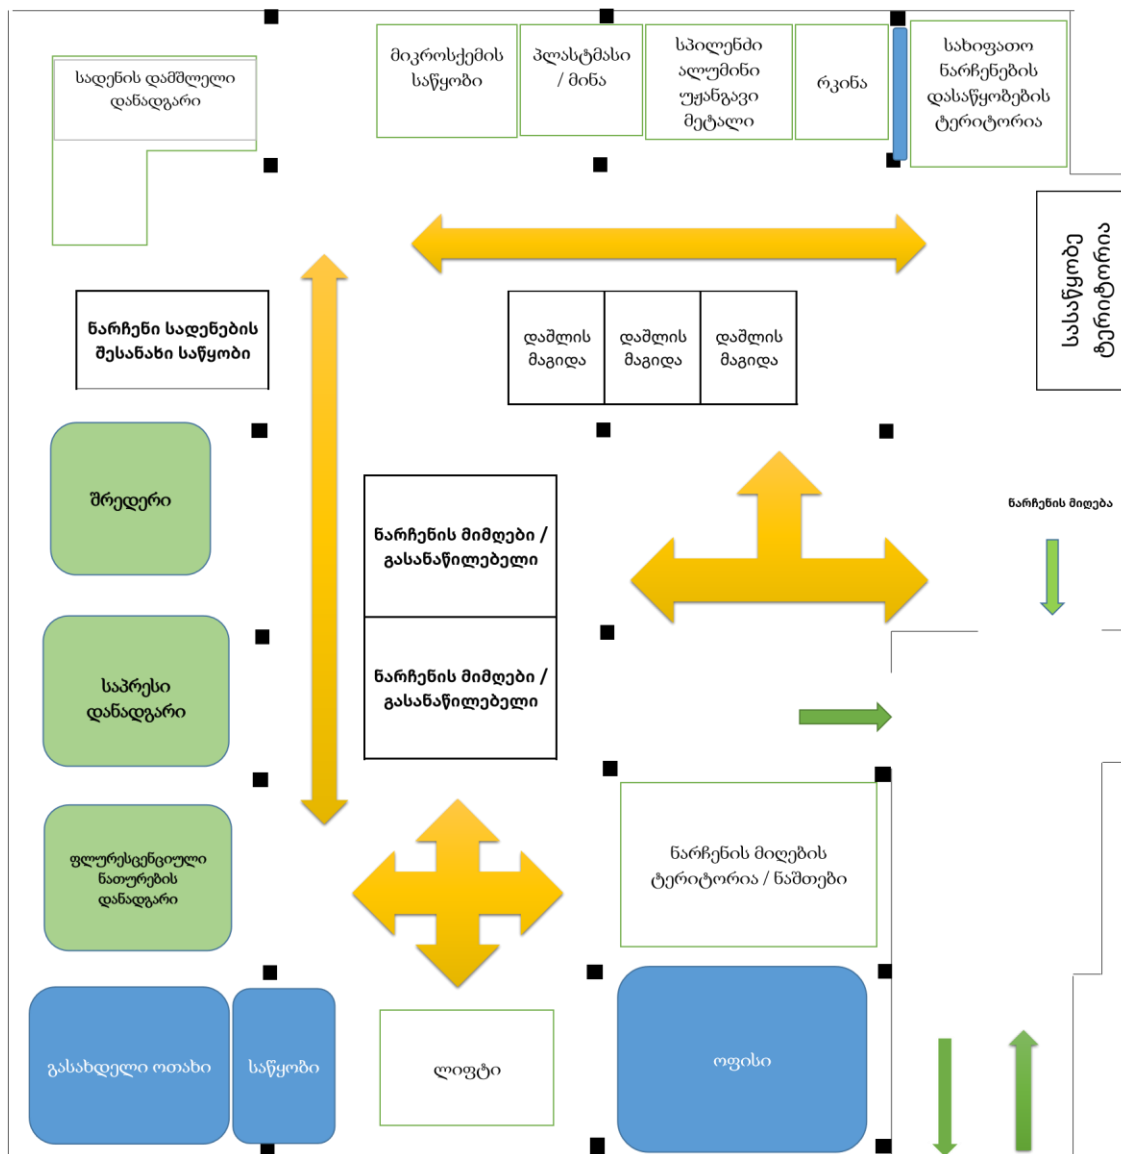 სადენის დამშლელი
დანადგარი
მიკროსქემის
საწყობი
პლასტმასი
/ მინა
სპილენძი
ალუმინი
უჟანგავი
მეტალი
რკინა
სახიფათო
ნარჩენების
დასაწყობების
ტერიტორია
სასაწყობე
ტერიტორია
ნარჩენი სადენების
შესანახი საწყობი
დაშლის
მაგიდა
დაშლის
მაგიდა
დაშლის
მაგიდა
შრედერი
ნარჩენის მიმღები /
გასანაწილებელი
ნარჩენის მიღება
ნარჩენის მიმღები /
გასანაწილებელი
საპრესი
დანადგარი
ფლურესცენციული
ნათურების
დანადგარი
ნარჩენის მიღების
ტერიტორია / ნაშთები
გასახდელი ოთახი
საწყობი
ლიფტი
ოფისი